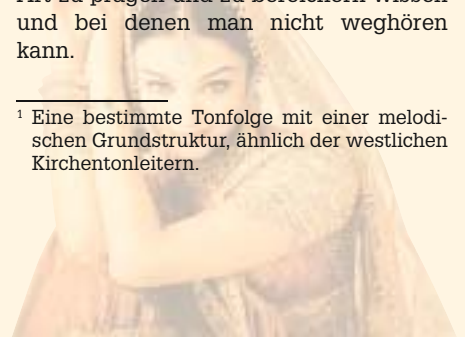 Art zu prägen und zu bereichern wissen
und bei denen man nicht weghören
kann.
¹ Eine bestimmte Tonfolge mit einer melodi-
schen Grundstruktur, ähnlich der westlichen
Kirchentonleitern.